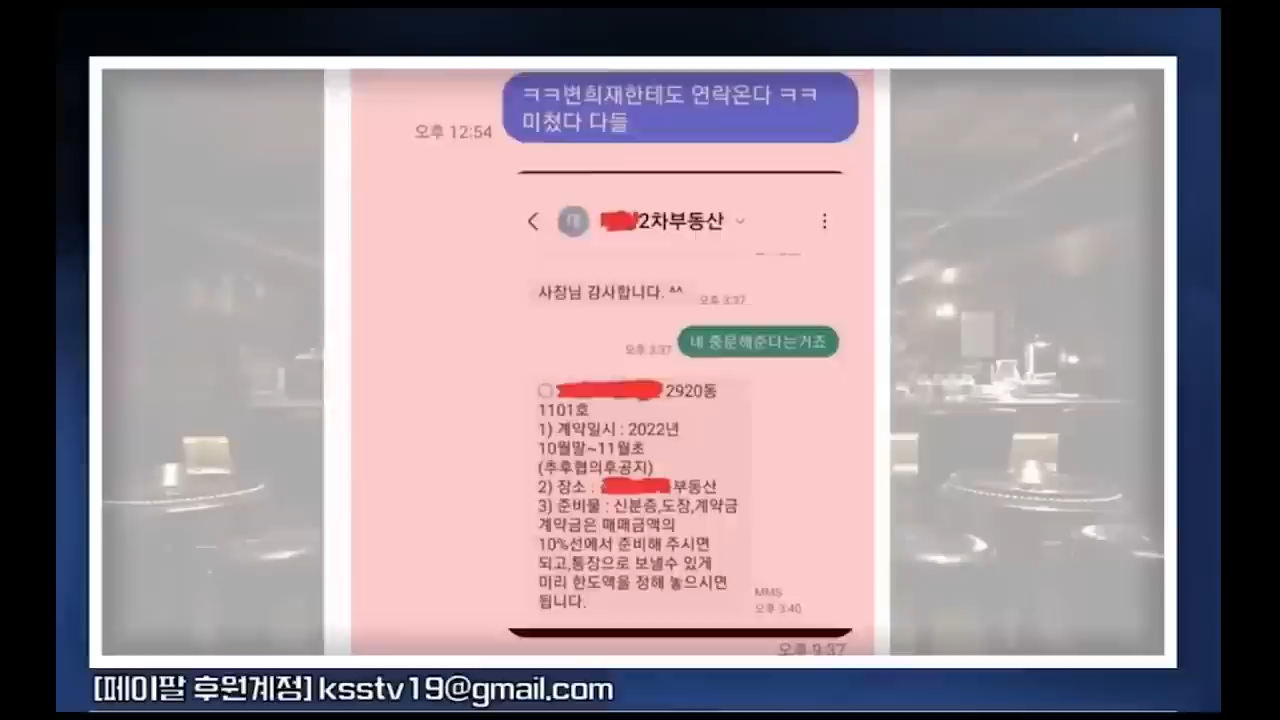 ㅋㅋ변희재한테도 연락온다 ㅋㅋ
미쳤다 다들
오후 12:54
2차부동산
사장님 감사합니다. ^^
오후 3:37
네 중문해준다는거죠
오후 3:37
2920동
1101호
1) 계약일시 : 2022년
10월말~11월초
(추후협의후공지)
2) 장소 : 부동산
3) 준비물 : 신분증,도장,계약금
계약금은 매매금액의
10%선에서 준비해 주시면
되고,통장으로 보낼수 있게
미리 한도액을 정해 놓으시면
됩니다.
MMS
오후 3:40
오후 9:37
[페이팔 후원계정] ksstv19@gmail.com